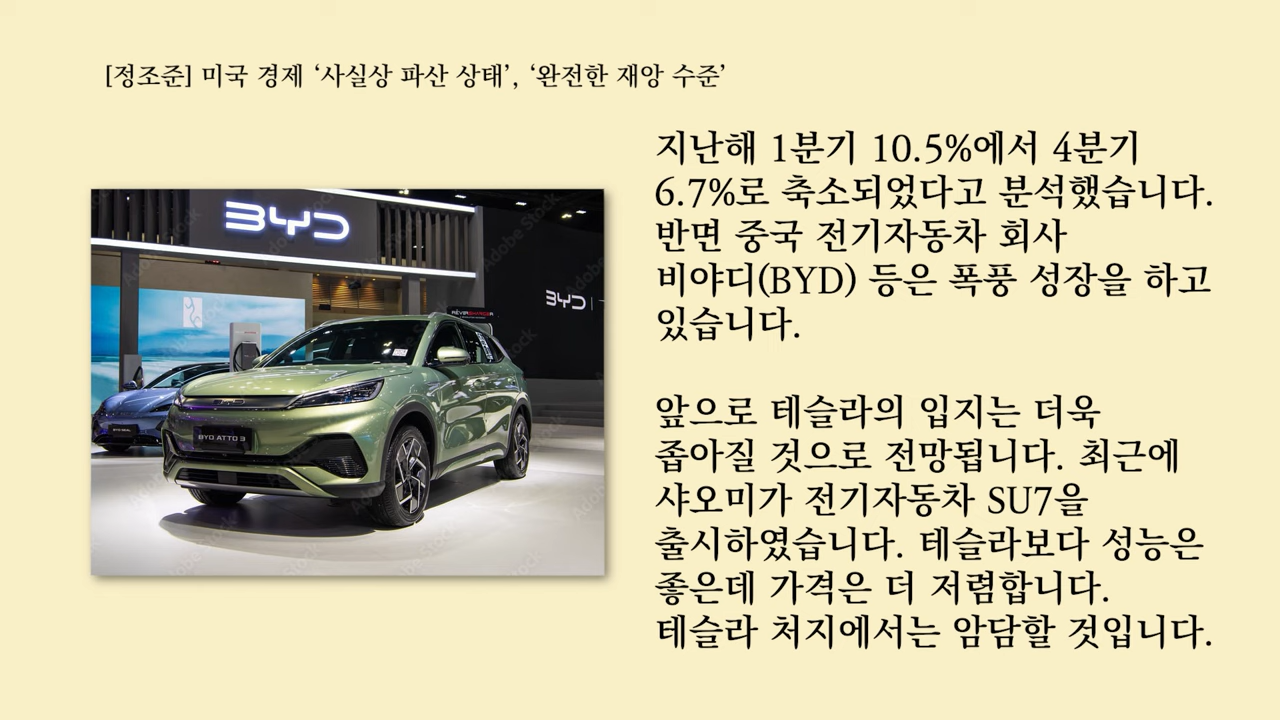 [정조준] 미국 경제 ‘사실상 파산 상태’, ‘완전한 재앙 수준’
지난해 1분기 10.5%에서 4분기
6.7%로 축소되었다고 분석했습니다.
반면 중국 전기자동차 회사
비야디(BYD) 등은 폭풍 성장을 하고
있습니다.
앞으로 테슬라의 입지는 더욱
좁아질 것으로 전망됩니다. 최근에
샤오미가 전기자동차 SU7을
출시하였습니다. 테슬라보다 성능은
좋은데 가격은 더 저렴합니다.
테슬라 처지에서는 암담할 것입니다.
BYD
BYD
BYD ATTO 3
Adobe Stock